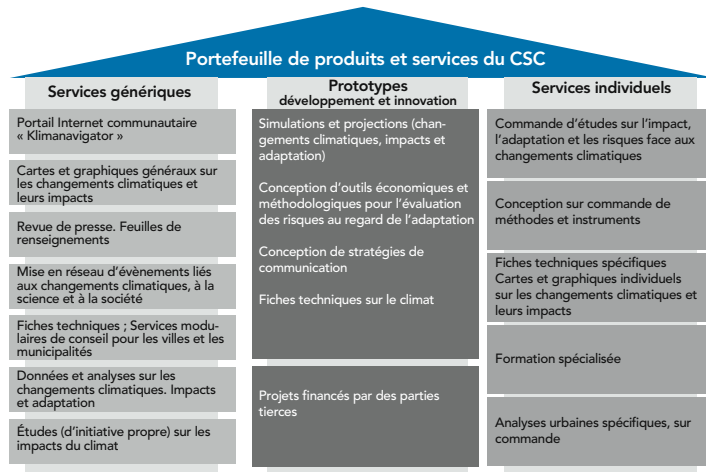 Portefeuille de produits et services du CSC
Services génériques
Portail Internet communautaire
« Klimanavigator »
Cartes et graphiques généraux sur
les changements climatiques et
leurs impacts
Revue de presse. Feuilles de
renseignements
Mise en réseau d'évènements liés
aux changements climatiques, à la
science et à la société
Fiches techniques ; Services modu-
laires de conseil pour les villes et les
municipalités
Données et analyses sur les
changements climatiques. Impacts
et adaptation
Études (d'initiative propre) sur les
impacts du climat
Prototypes
développement et innovation
Simulations et projections (chan-
gements climatiques, impacts et
adaptation)
Conception d'outils économiques et
méthodologiques pour l'évaluation
des risques au regard de l'adaptation
Conception de stratégies de
communication
Fiches techniques sur le climat
Projets financés par des parties
tierces
Services individuels
Commande d'études sur l'impact,
l'adaptation et les risques face aux
changements climatiques
Conception sur commande de
méthodes et instruments
Fiches techniques spécifiques
Cartes et graphiques individuels
sur les changements climatiques et
leurs impacts
Formation spécialisée
Analyses urbaines spécifiques, sur
commande